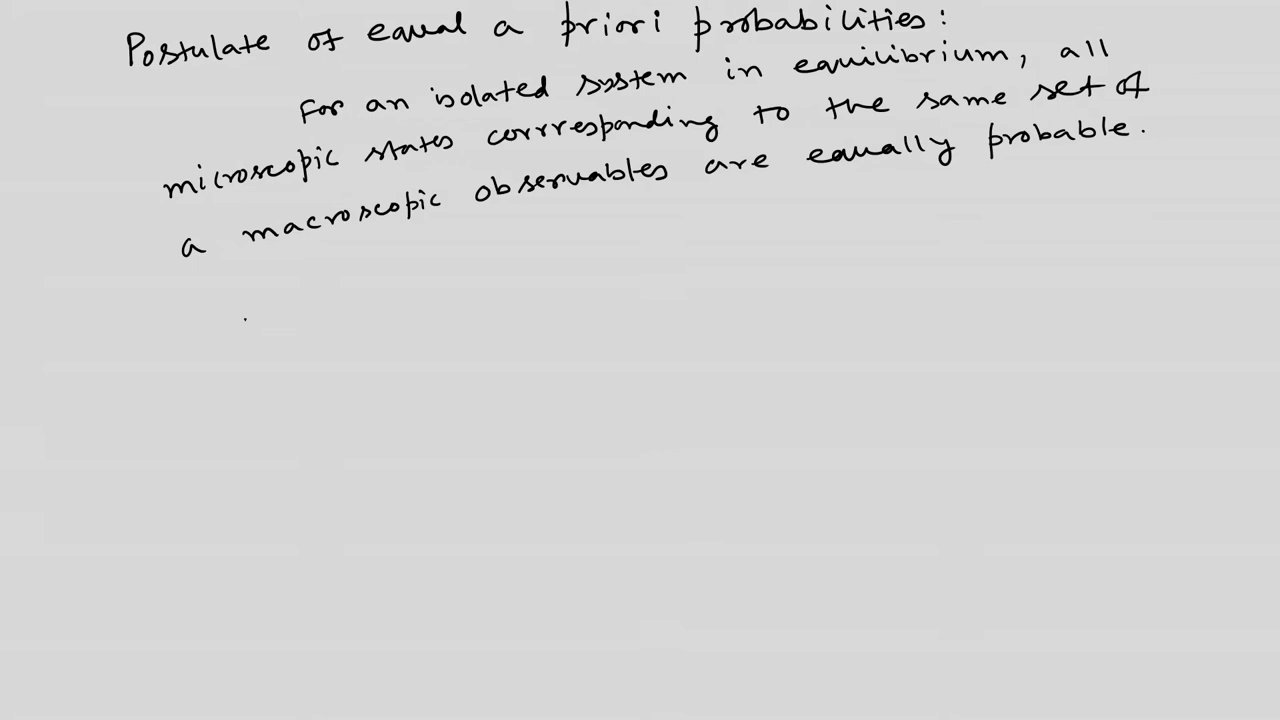 Postulate of equal a priori probabilities:
For an isolated system in equilibrium, all
microscopic states corrresponding to the same set of
a macroscopic observables are equally probable.